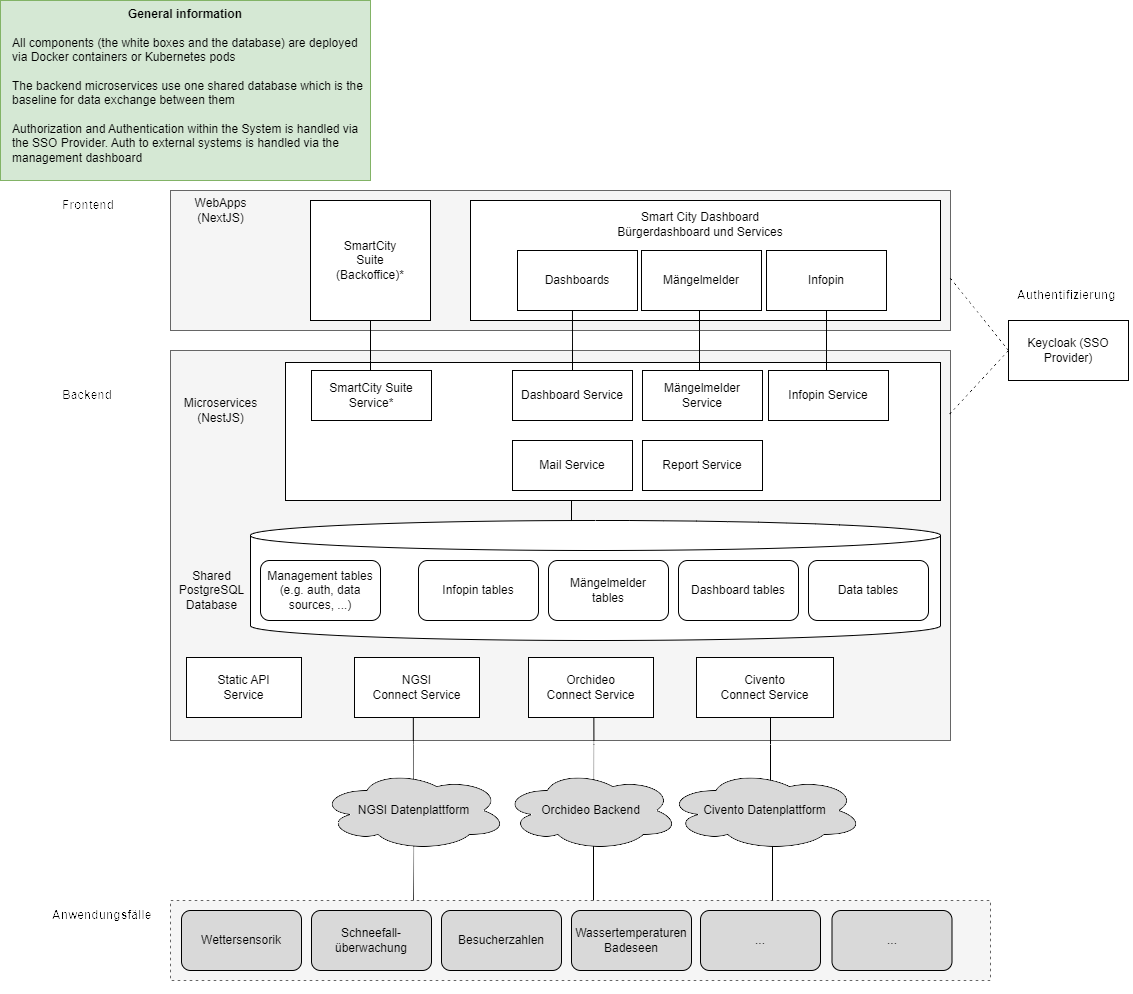 General information
All components (the white boxes and the database) are deployed
via Docker containers or Kubernetes pods
The backend microservices use one shared database which is the
baseline for data exchange between them
Authorization and Authentication within the System is handled via
the SSO Provider. Auth to external systems is handled via the
management dashboard
Frontend
WebApps
(NextJS)
SmartCity
Suite
(Backoffice)*
Smart City Dashboard
Bürgerdashboard und Services
Dashboards
Mängelmelder
Infopin
Authentifizierung
Keycloak (SSO
Provider)
Backend
Microservices
(NestJS)
SmartCity Suite
Service*
Dashboard Service
Mängelmelder
Service
Infopin Service
Mail Service
Report Service
Shared
PostgreSQL
Database
Management tables
(e.g. auth, data
sources, ...)
Infopin tables
Mängelmelder
tables
Dashboard tables
Data tables
Static API
Service
NGSI
Connect Service
Orchideo
Connect Service
Civento
Connect Service
NGSI Datenplattform
Orchideo Backend
Civento Datenplattform
Anwendungsfälle
Wettersensorik
Schneefall-
überwachung
Besucherzahlen
Wassertemperaturen
Badeseen
...
...